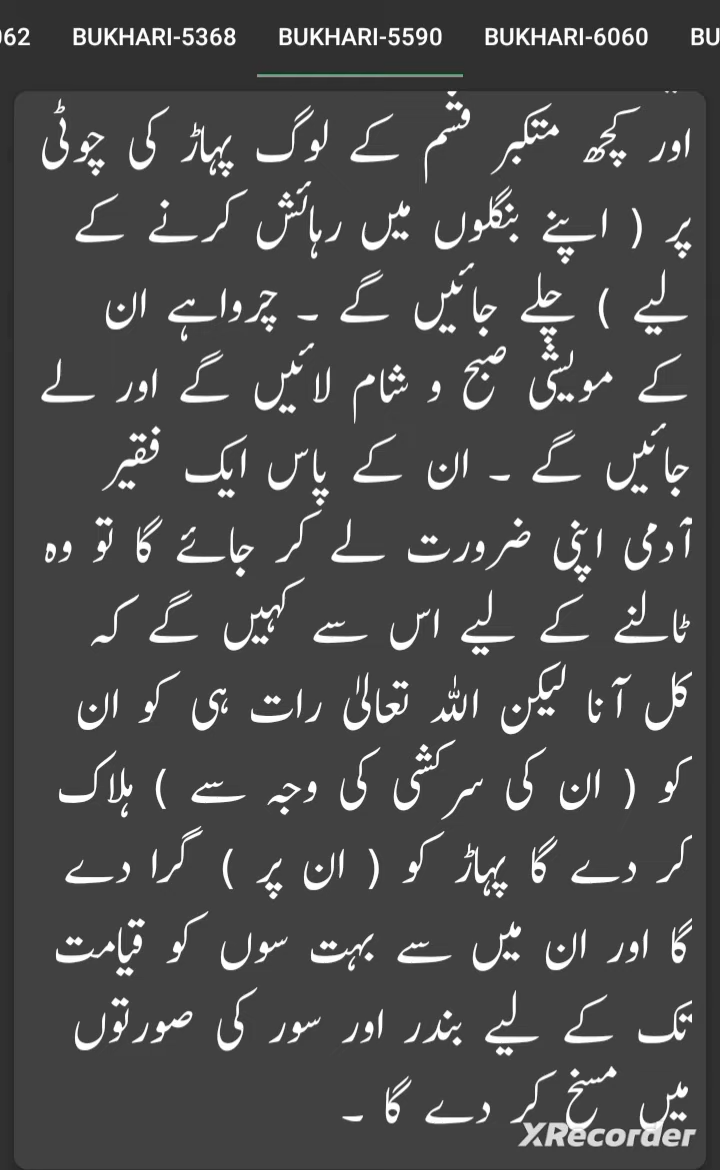 062 BUKHARI-5368 BUKHARI-5590 BUKHARI-6060 BU
اور کچھ متکبر قسم کے لوگ پہاڑ کی چوٹی
پر ( اپنے بنگلوں میں رہائش کرنے کے
لیے ) چلے جائیں گے ۔ چرواہے ان
کے مویشی صبح و شام لائیں گے اور لے
جائیں گے ۔ ان کے پاس ایک فقیر
آدمی اپنی ضرورت لے کر جائے گا تو وہ
ٹالنے کے لیے اس سے کہیں گے کہ
کل آنا لیکن اللہ تعالیٰ رات ہی کو ان
کو ( ان کی سرکشی کی وجہ سے ) ہلاک
کر دے گا پہاڑ کو ( ان پر ) گرا دے
گا اور ان میں سے بہت سوں کو قیامت
تک کے لیے بندر اور سور کی صورتوں
میں مسخ کر دے گا ۔
XRecorder